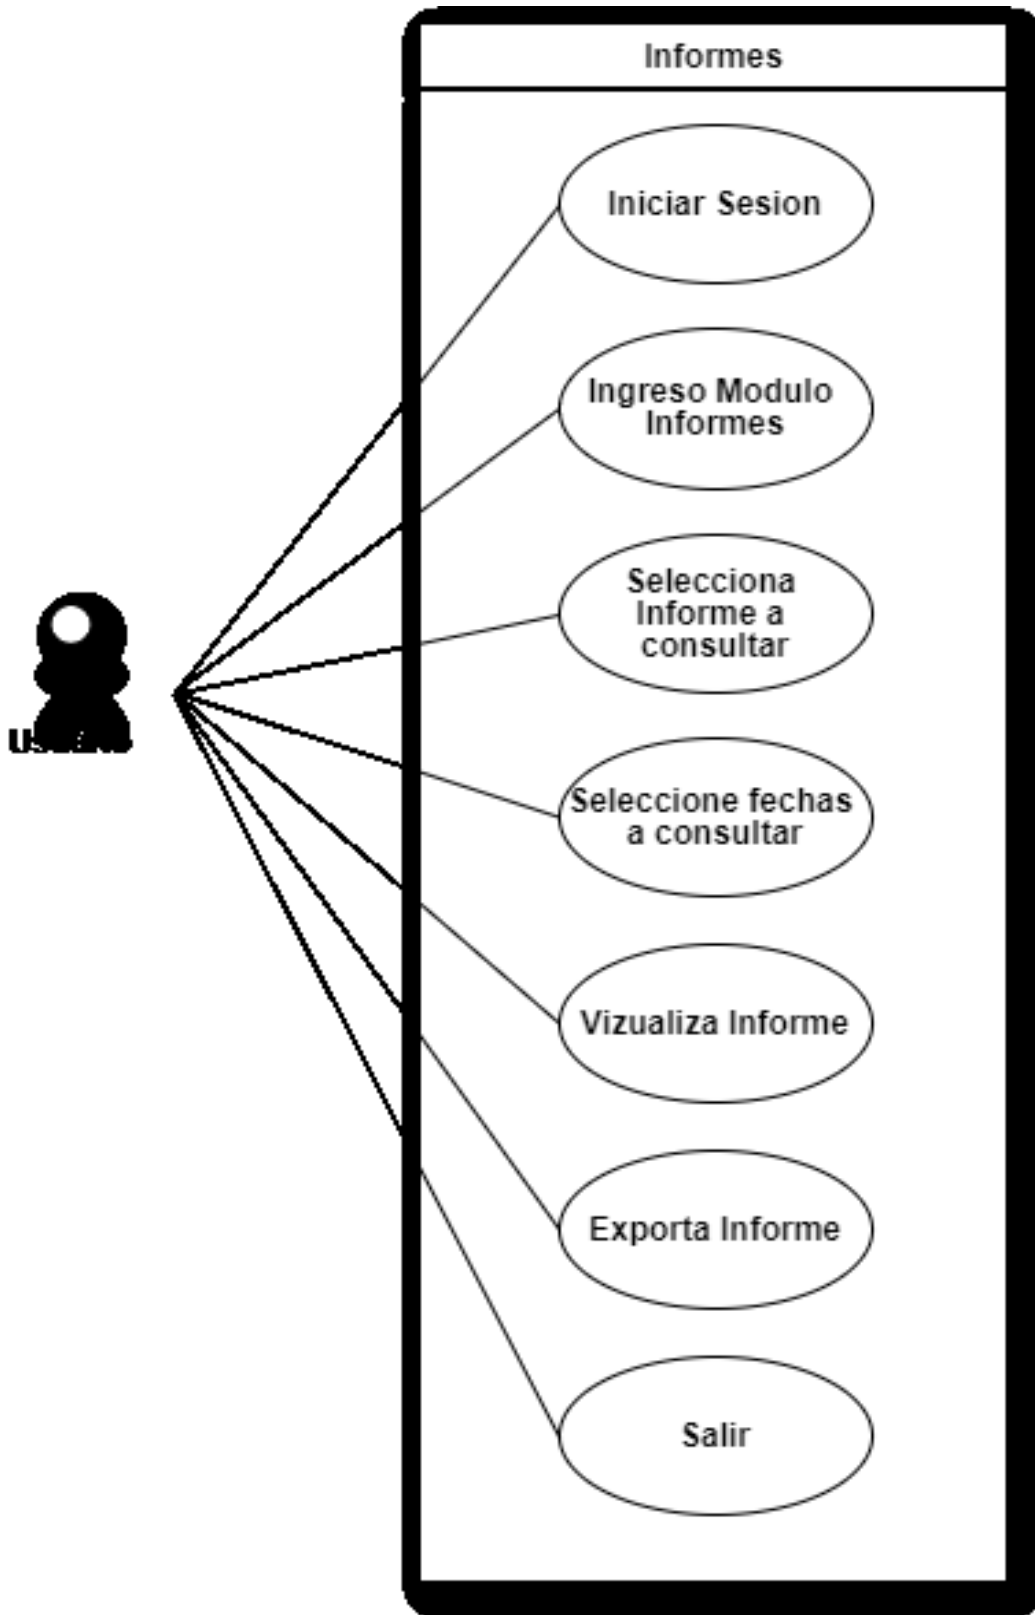 Informes
Iniciar Sesion
Ingreso Modulo
Informes
Selecciona
Informe a
consultar
Seleccione fechas
a consultar
Vizualiza Informe
Exporta Informe
Salir